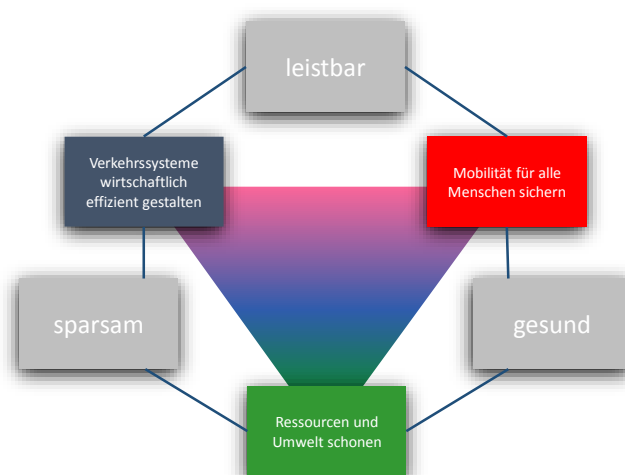 leistbar
Verkehrssysteme
wirtschaftlich
effizient gestalten
Mobilität für alle
Menschen sichern
sparsam
gesund
Ressourcen und
Umwelt schonen